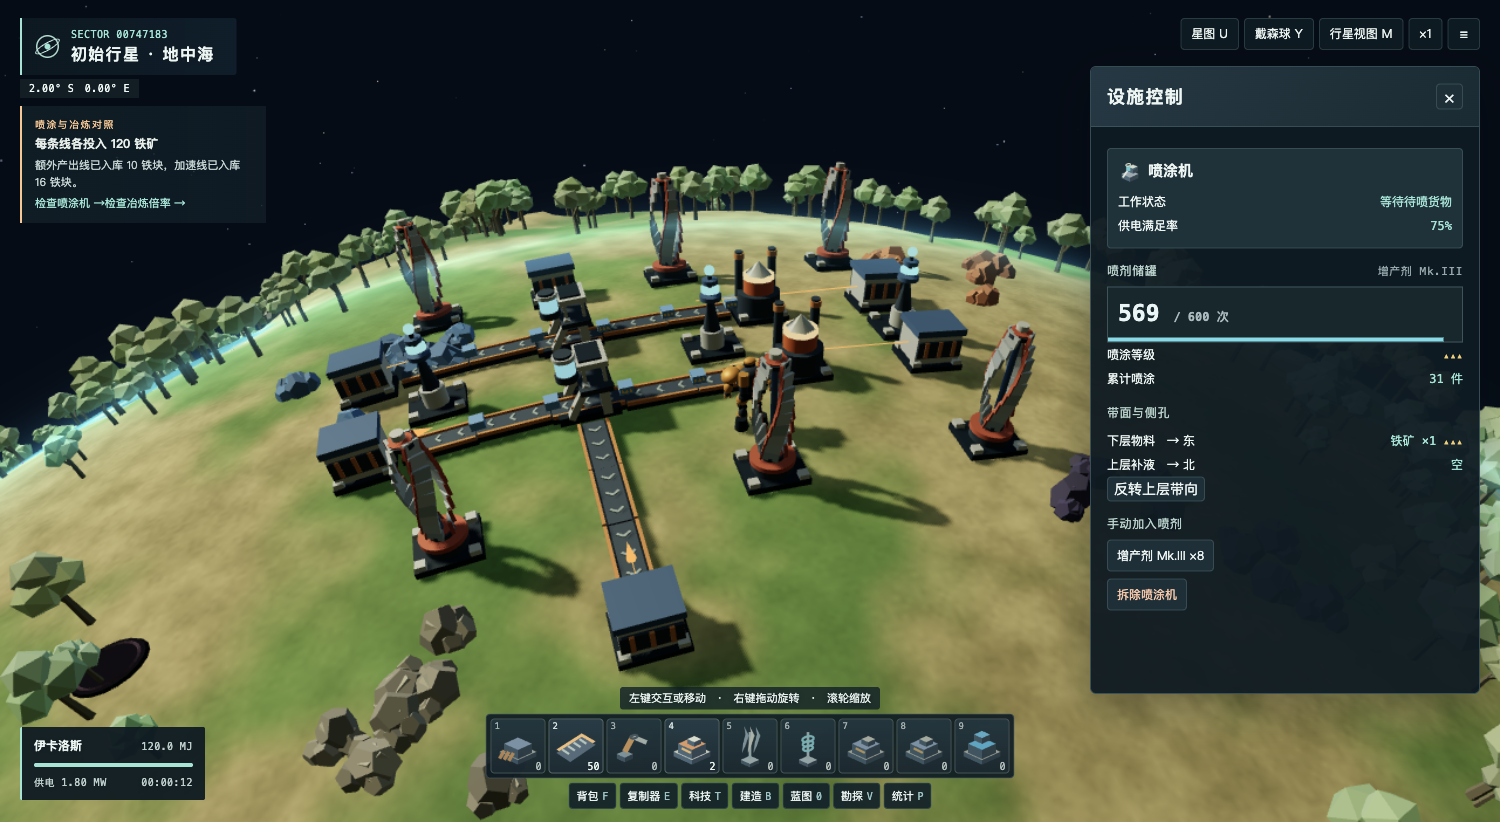 SECTOR 00747183
初始行星 · 地中海
2.00° S 0.00° E
喷涂与冶炼对照
每条线各投入 120 铁矿
额外产出线已入库 10 铁块，加速线已入库
16 铁块。
检查喷涂机 →检查冶炼倍率 →
星图 U
戴森球 Y
行星视图 M
×1
≡
设施控制
×
喷涂机
工作状态 等待待喷货物
供电满足率 75%
喷剂储罐 增产剂 Mk.III
569 / 600 次
喷涂等级 ▲▲▲
累计喷涂 31 件
带面与侧孔
下层物料 → 东 铁矿 ×1 ▲▲▲
上层补液 → 北 空
反转上层带向
手动加入喷剂
增产剂 Mk.III ×8
拆除喷涂机
左键交互或移动 · 右键拖动旋转 · 滚轮缩放
1 0
2 50
3 0
4 2
5 0
6 0
7 0
8 0
9 0
背包 F
复制器 E
科技 T
建造 B
蓝图 0
勘探 V
统计 P
伊卡洛斯 120.0 MJ
供电 1.80 MW 00:00:12